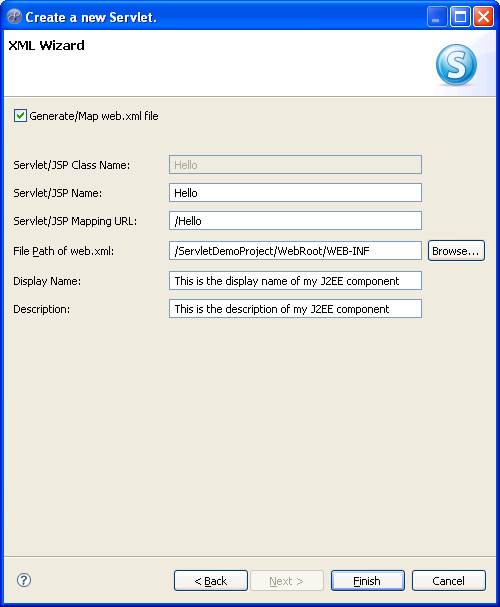 Create a new Servlet.
XML Wizard
S
Generate/Map web.xml file
Servlet/JSP Class Name: Hello
Servlet/JSP Name: Hello
Servlet/JSP Mapping URL: /Hello
File Path of web.xml: /ServletDemoProject/WebRoot/WEB-INF Browse...
Display Name: This is the display name of my J2EE component
Description: This is the description of my J2EE component
? < Back Next > Finish Cancel